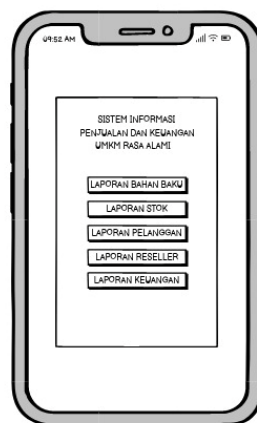 09:52 AM
SISTEM INFORMASI
PENJUALAN DAN KEUANGAN
UMKM RASA ALAMI
LAPORAN BAHAN BAKU
LAPORAN STOK
LAPORAN PELANGGAN
LAPORAN RESELLER
LAPORAN KEUANGAN